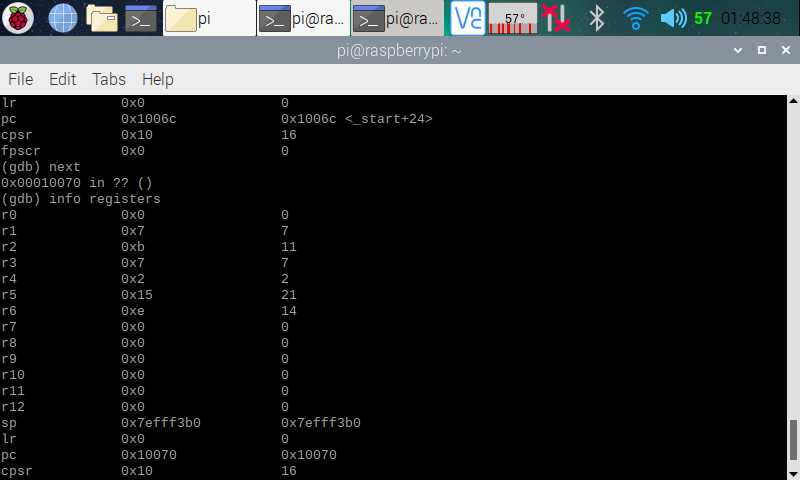 pi
pi@ra...
pi@ra...
57°
57
01:48:38
pi@raspberrypi: ~
File Edit Tabs Help
lr 0x0 0
pc 0x1006c 0x1006c <_start+24>
cpsr 0x10 16
fpscr 0x0 0
(gdb) next
0x00010070 in ?? ()
(gdb) info registers
r0 0x0 0
r1 0x7 7
r2 0xb 11
r3 0x7 7
r4 0x2 2
r5 0x15 21
r6 0xe 14
r7 0x0 0
r8 0x0 0
r9 0x0 0
r10 0x0 0
r11 0x0 0
r12 0x0 0
sp 0x7efff3b0 0x7efff3b0
lr 0x0 0
pc 0x10070 0x10070
cpsr 0x10 16